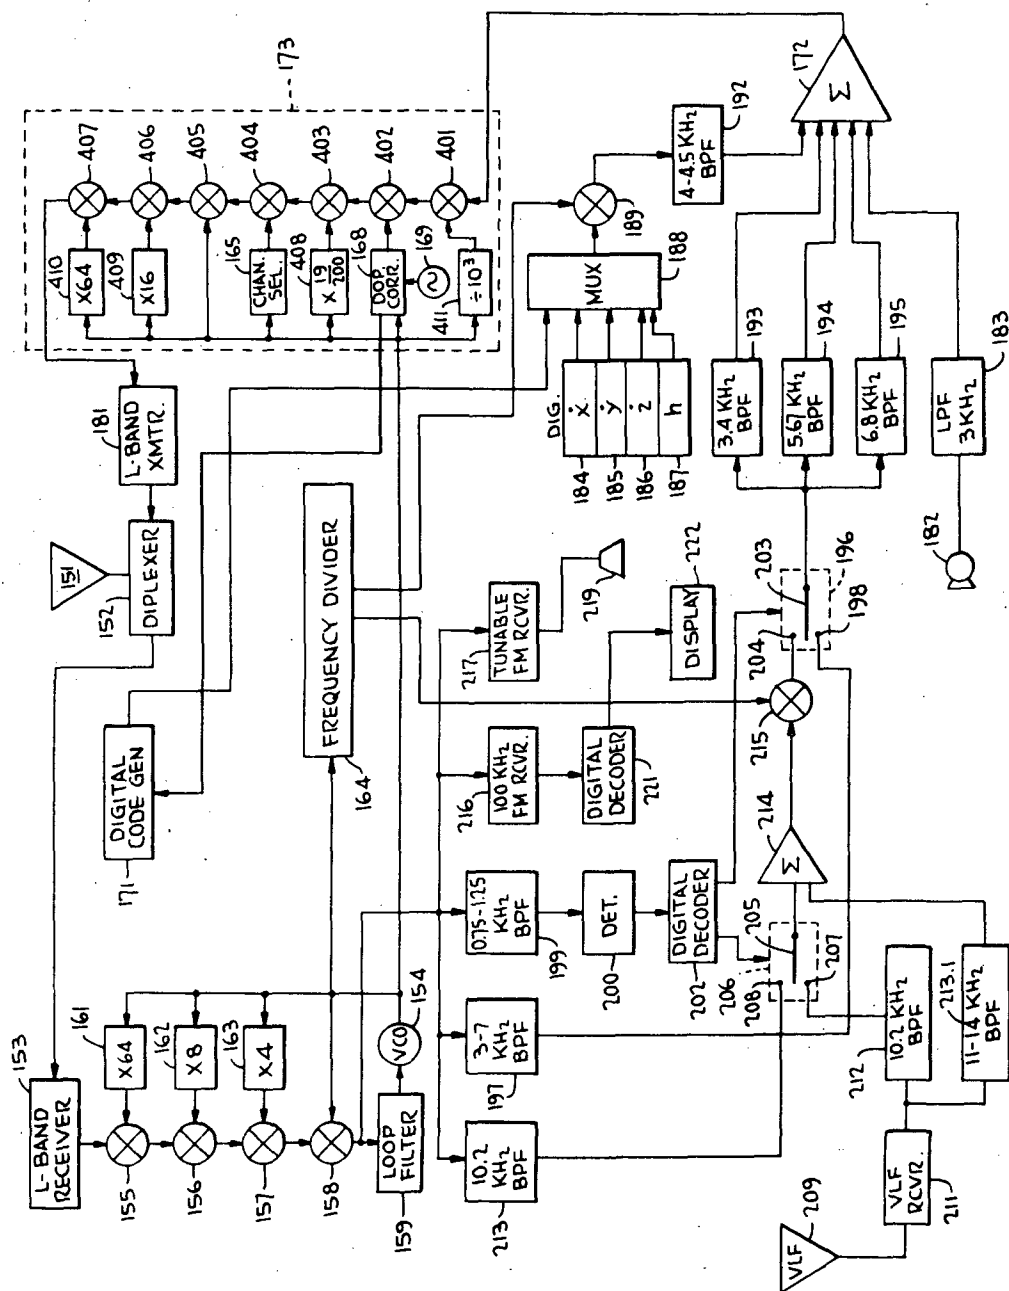 173
407
406
405
404
403
402
401
410
X64
409
X16
165
CHAN.
SEL.
408
X 19/200
168
DOP.
CORR.
169
411
÷10³
172
Σ
192
4-4.5 KHz
BPF
189
MUX
188
DIG.
Ẋ
Ẏ
Ż
h
184
185
186
187
193
3.4 KHz
BPF
194
5.67 KHz
BPF
195
6.8 KHz
BPF
183
LPF
3 KHz
182
181
L-BAND
XMTR.
151
152
DIPLEXER
171
DIGITAL
CODE GEN
164
FREQUENCY DIVIDER
217
TUNABLE
FM RCVR.
219
222
DISPLAY
216
100 KHz
FM RCVR.
221
DIGITAL
DECODER
203
196
204
198
215
214
Σ
199
0.75-1.25
KHz
BPF
200
DET.
202
DIGITAL
DECODER
206
208
205
207
197
3-7
KHz
BPF
213
10.2
KHz
BPF
212
10.2 KHz
BPF
213.1
11-14 KHz
BPF
211
VLF
RCVR.
209
VLF
153
L-BAND
RECEIVER
161
X64
162
X8
163
X4
154
VCO
155
156
157
158
159
LOOP
FILTER